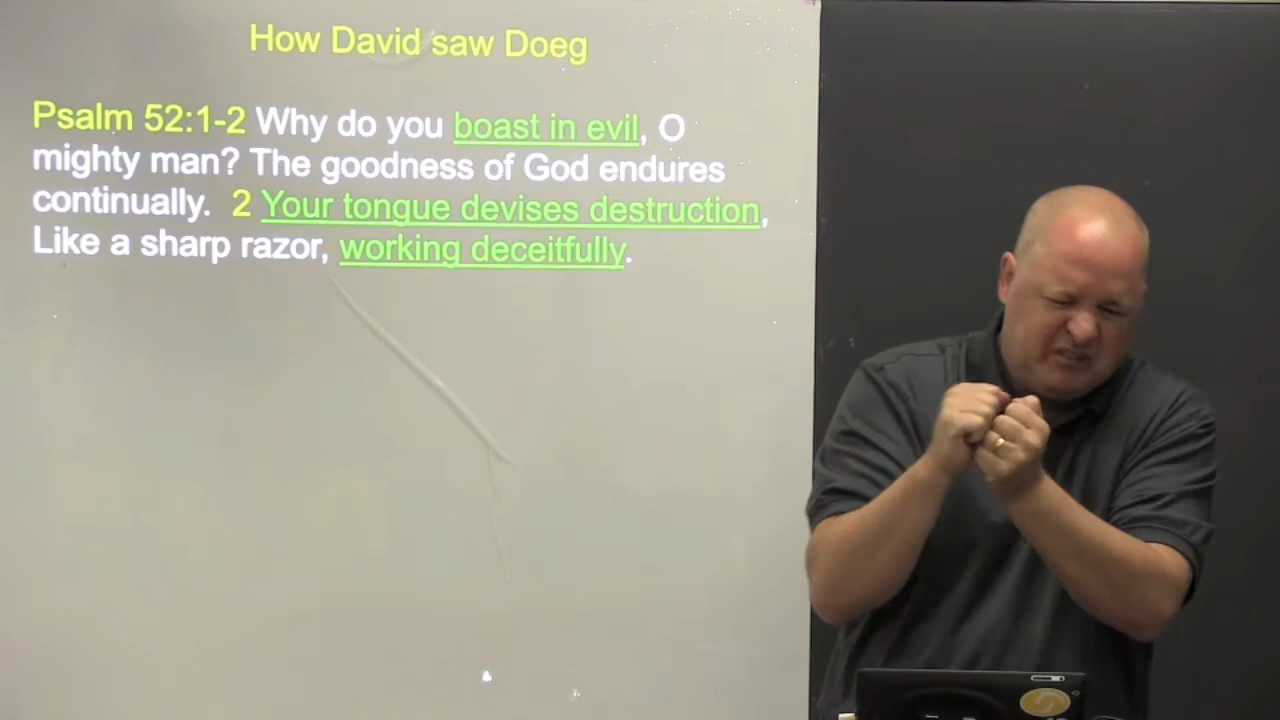 How David saw Doeg
Psalm 52:1-2 Why do you boast in evil, O
mighty man? The goodness of God endures
continually. 2 Your tongue devises destruction,
Like a sharp razor, working deceitfully.